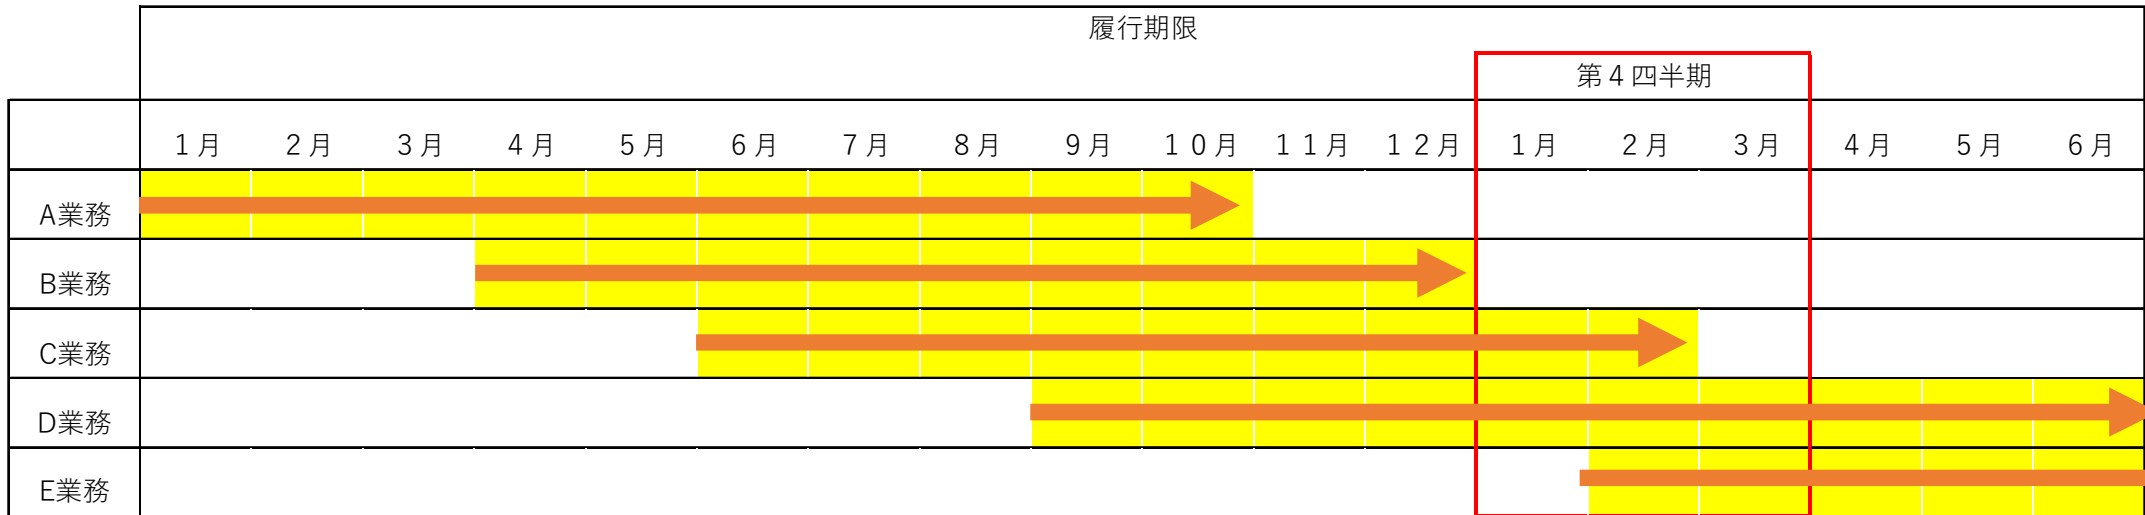 履行期限
第４四半期
１月 ２月 ３月 ４月 ５月 ６月 ７月 ８月 ９月 １０月 １１月 １２月 １月 ２月 ３月 ４月 ５月 ６月
A業務
B業務
C業務
D業務
E業務